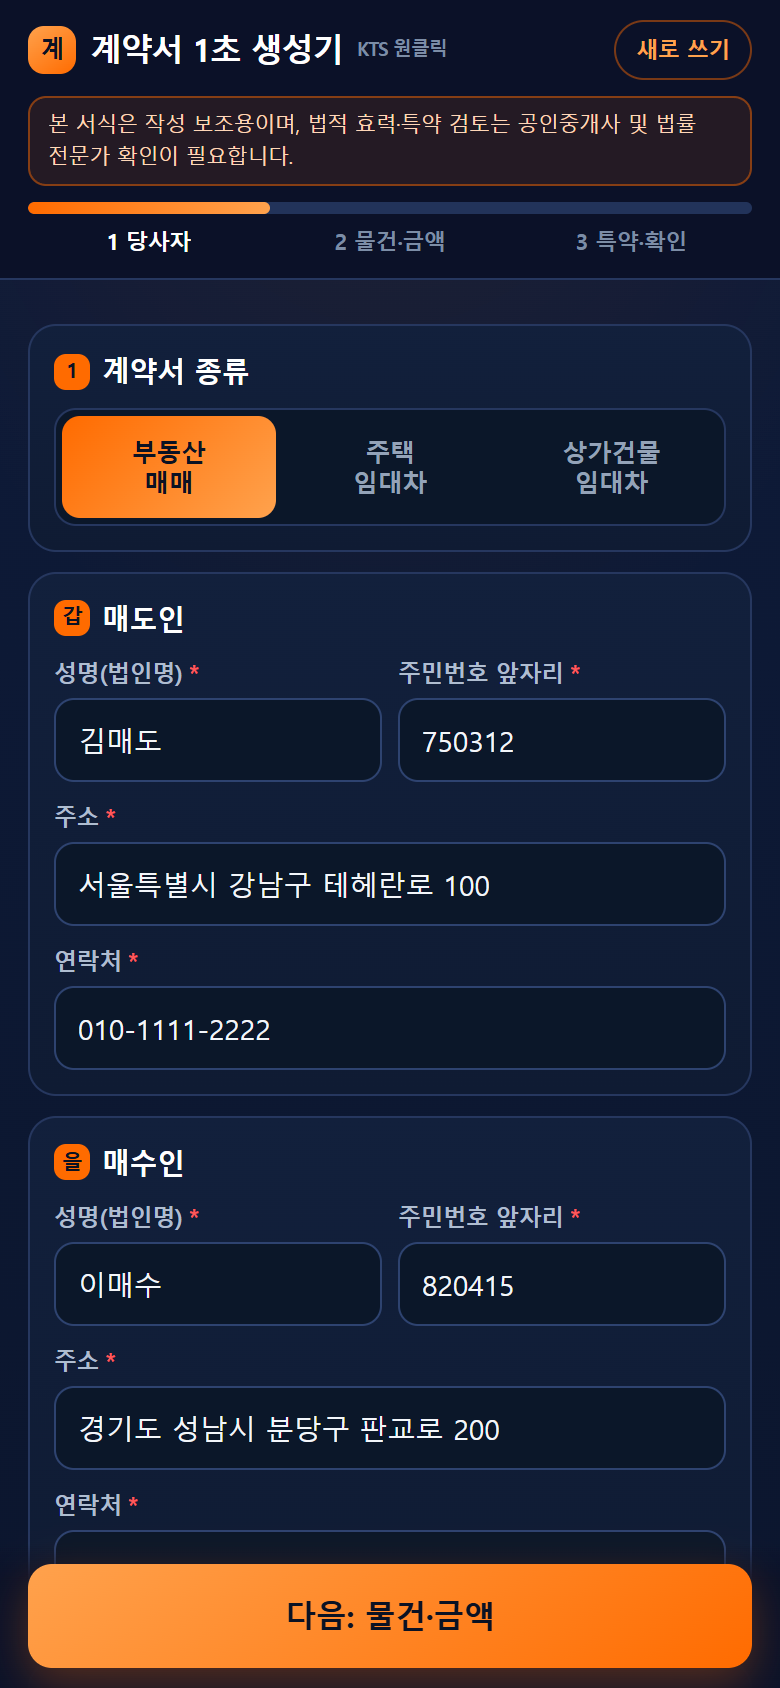 계 계약서 1초 생성기 KTS 원클릭 새로 쓰기
본 서식은 작성 보조용이며, 법적 효력·특약 검토는 공인중개사 및 법률
전문가 확인이 필요합니다.
1 당사자 2 물건·금액 3 특약·확인
1 계약서 종류
부동산 주택 상가건물
매매 임대차 임대차
갑 매도인
성명(법인명) * 주민번호 앞자리 *
김매도 750312
주소 *
서울특별시 강남구 테헤란로 100
연락처 *
010-1111-2222
을 매수인
성명(법인명) * 주민번호 앞자리 *
이매수 820415
주소 *
경기도 성남시 분당구 판교로 200
연락처 *
다음: 물건·금액